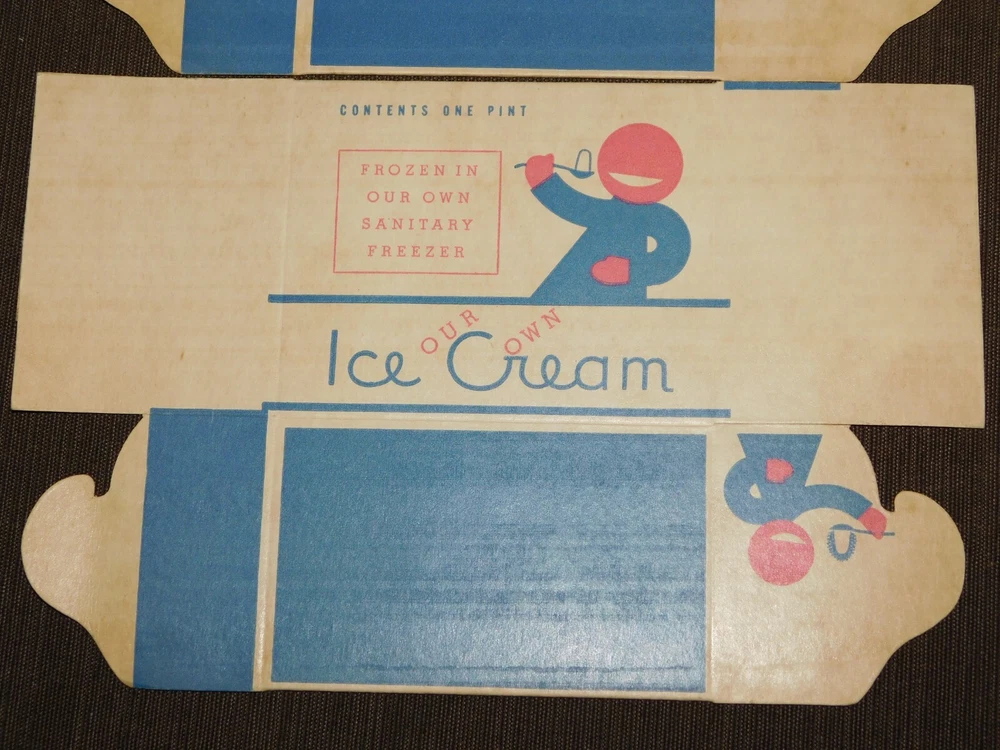 CONTENTS ONE PINT
FROZEN IN
OUR OWN
SANITARY
FREEZER
OUR OWN
Ice Cream